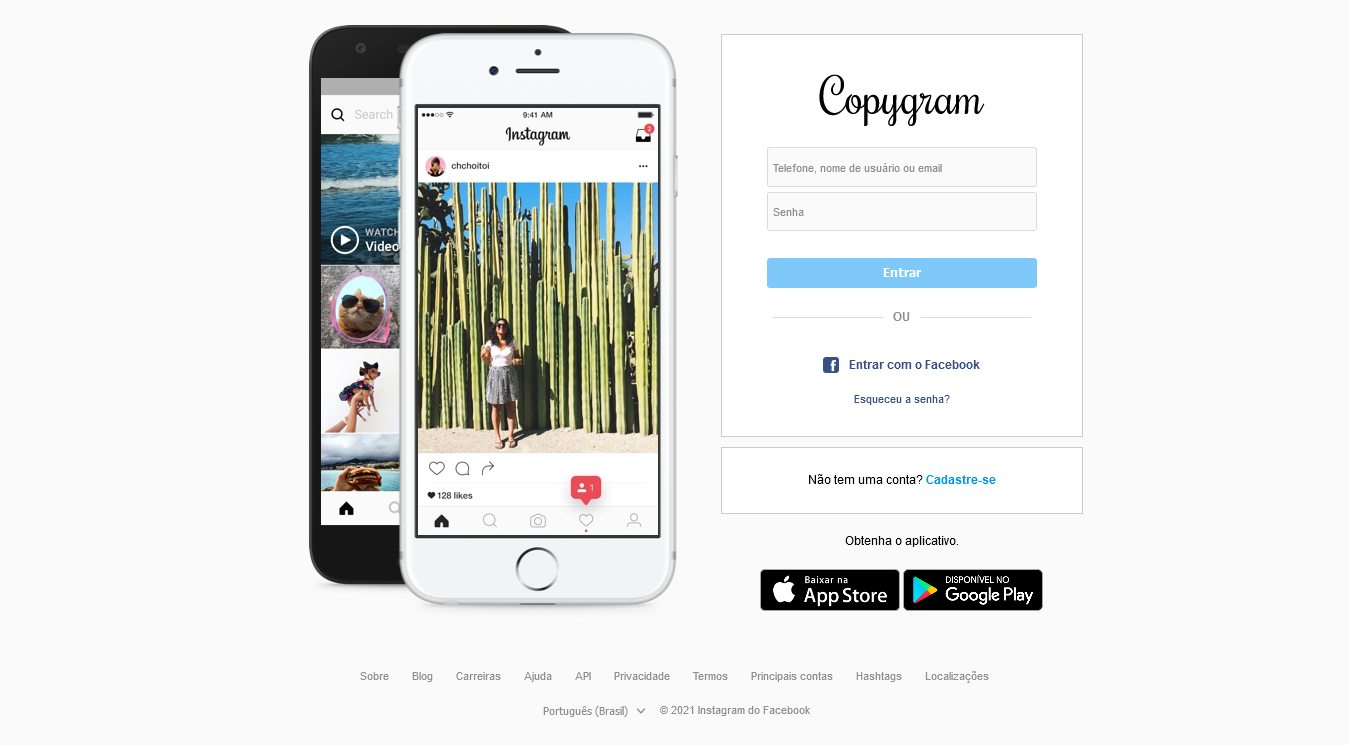 Search
WATCH
Video
9:41 AM
Instagram
2
chchoitoi
128 likes
1
Copygram
Telefone, nome de usuário ou email
Senha
Entrar
OU
Entrar com o Facebook
Esqueceu a senha?
Não tem uma conta? Cadastre-se
Obtenha o aplicativo.
Baixar na
App Store
DISPONÍVEL NO
Google Play
Sobre Blog Carreiras Ajuda API Privacidade Termos Principais contas Hashtags Localizações
Português (Brasil) © 2021 Instagram do Facebook